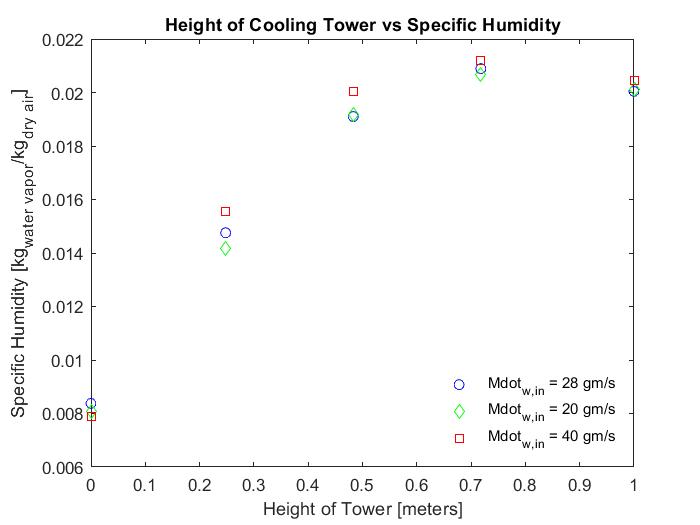 Height of Cooling Tower vs Specific Humidity
Specific Humidity [kgwater vapor/kgdry air]
0.022
0.02
0.018
0.016
0.014
0.012
0.01
0.008
0.006
Mdotw,in = 28 gm/s
Mdotw,in = 20 gm/s
Mdotw,in = 40 gm/s
0 0.1 0.2 0.3 0.4 0.5 0.6 0.7 0.8 0.9 1
Height of Tower [meters]